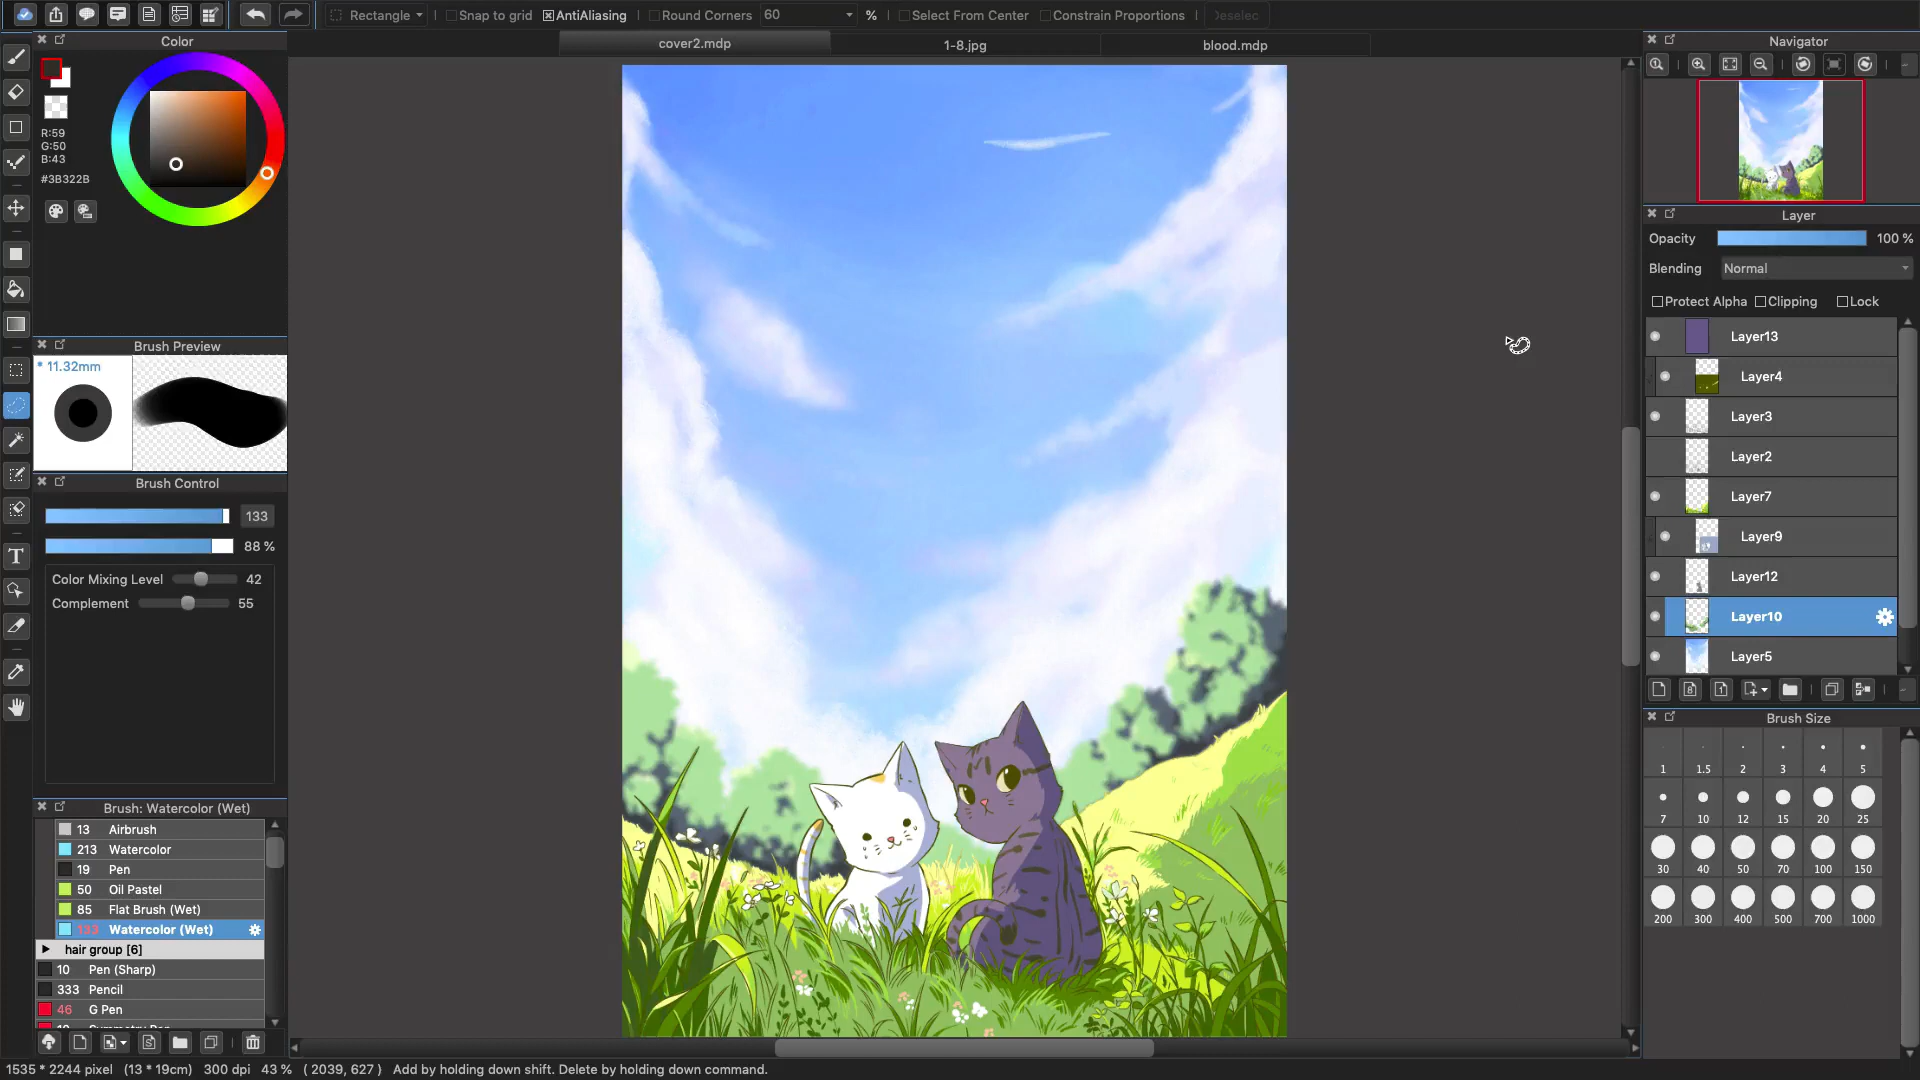 Rectangle
Snap to grid
AntiAliasing
Round Corners
60
%
Select From Center
Constrain Proportions
Deselec
Color
cover2.mdp
1-8.jpg
blood.mdp
Navigator
R:59
G:50
B:43
#3B322B
Layer
Opacity
100 %
Blending
Normal
Protect Alpha
Clipping
Lock
Brush Preview
* 11.32mm
Layer13
Layer4
Layer3
Layer2
Layer7
Layer9
Layer12
Layer10
Layer5
Brush Control
133
88 %
Color Mixing Level
42
Complement
55
Brush Size
1 1.5 2 3 4 5
7 10 12 15 20 25
30 40 50 70 100 150
200 300 400 500 700 1000
Brush: Watercolor (Wet)
13 Airbrush
213 Watercolor
19 Pen
50 Oil Pastel
85 Flat Brush (Wet)
133 Watercolor (Wet)
hair group [6]
10 Pen (Sharp)
333 Pencil
46 G Pen
1535 * 2244 pixel (13 * 19cm) 300 dpi 43 % ( 2039, 627 ) Add by holding down shift. Delete by holding down command.